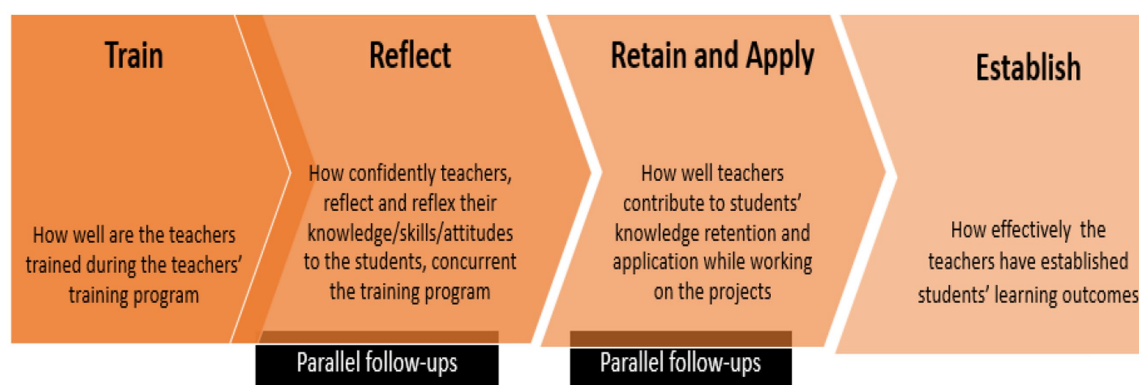 Train
How well are the teachers
trained during the teachers'
training program
Reflect
How confidently teachers,
reflect and reflex their
knowledge/skills/attitudes
to the students, concurrent
the training program
Parallel follow-ups
Retain and Apply
How well teachers
contribute to students'
knowledge retention and
application while working
on the projects
Parallel follow-ups
Establish
How effectively the
teachers have established
students' learning outcomes